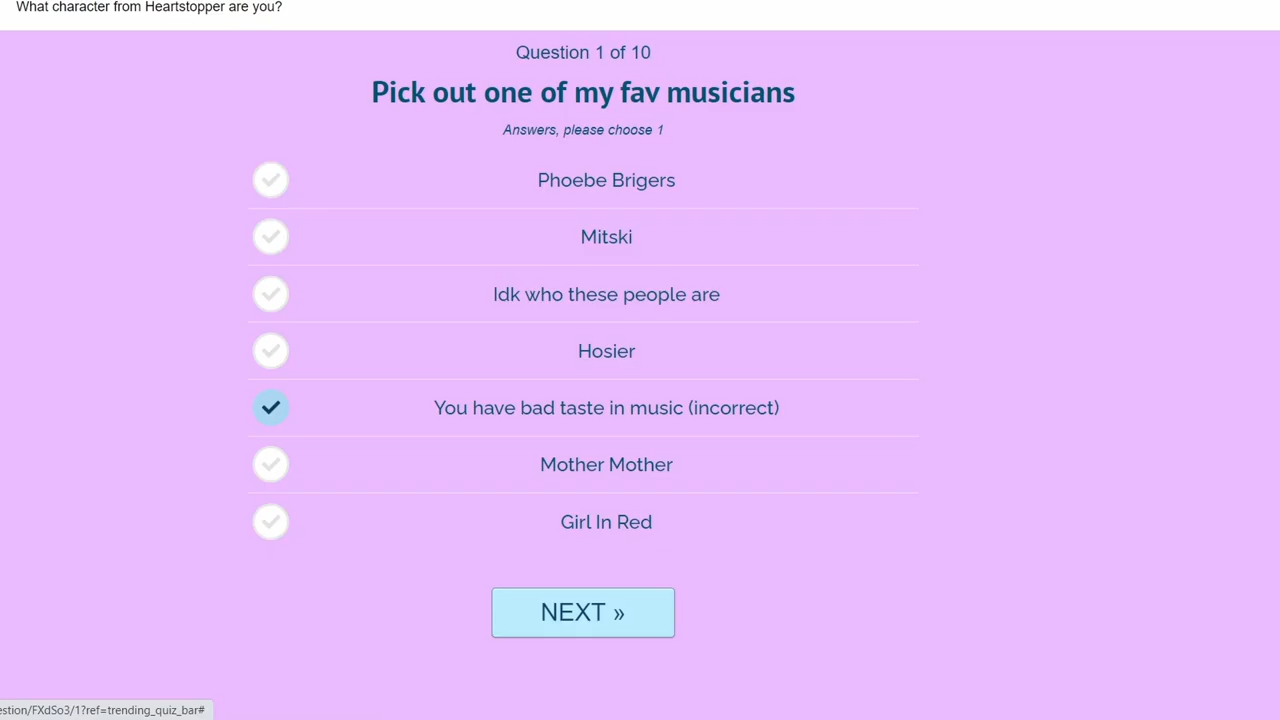 What character from Heartstopper are you?
Question 1 of 10
Pick out one of my fav musicians
Answers, please choose 1
Phoebe Brigers
Mitski
Idk who these people are
Hosier
You have bad taste in music (incorrect)
Mother Mother
Girl In Red
NEXT »
estion/FXdSo3/1?ref=trending_quiz_bar#